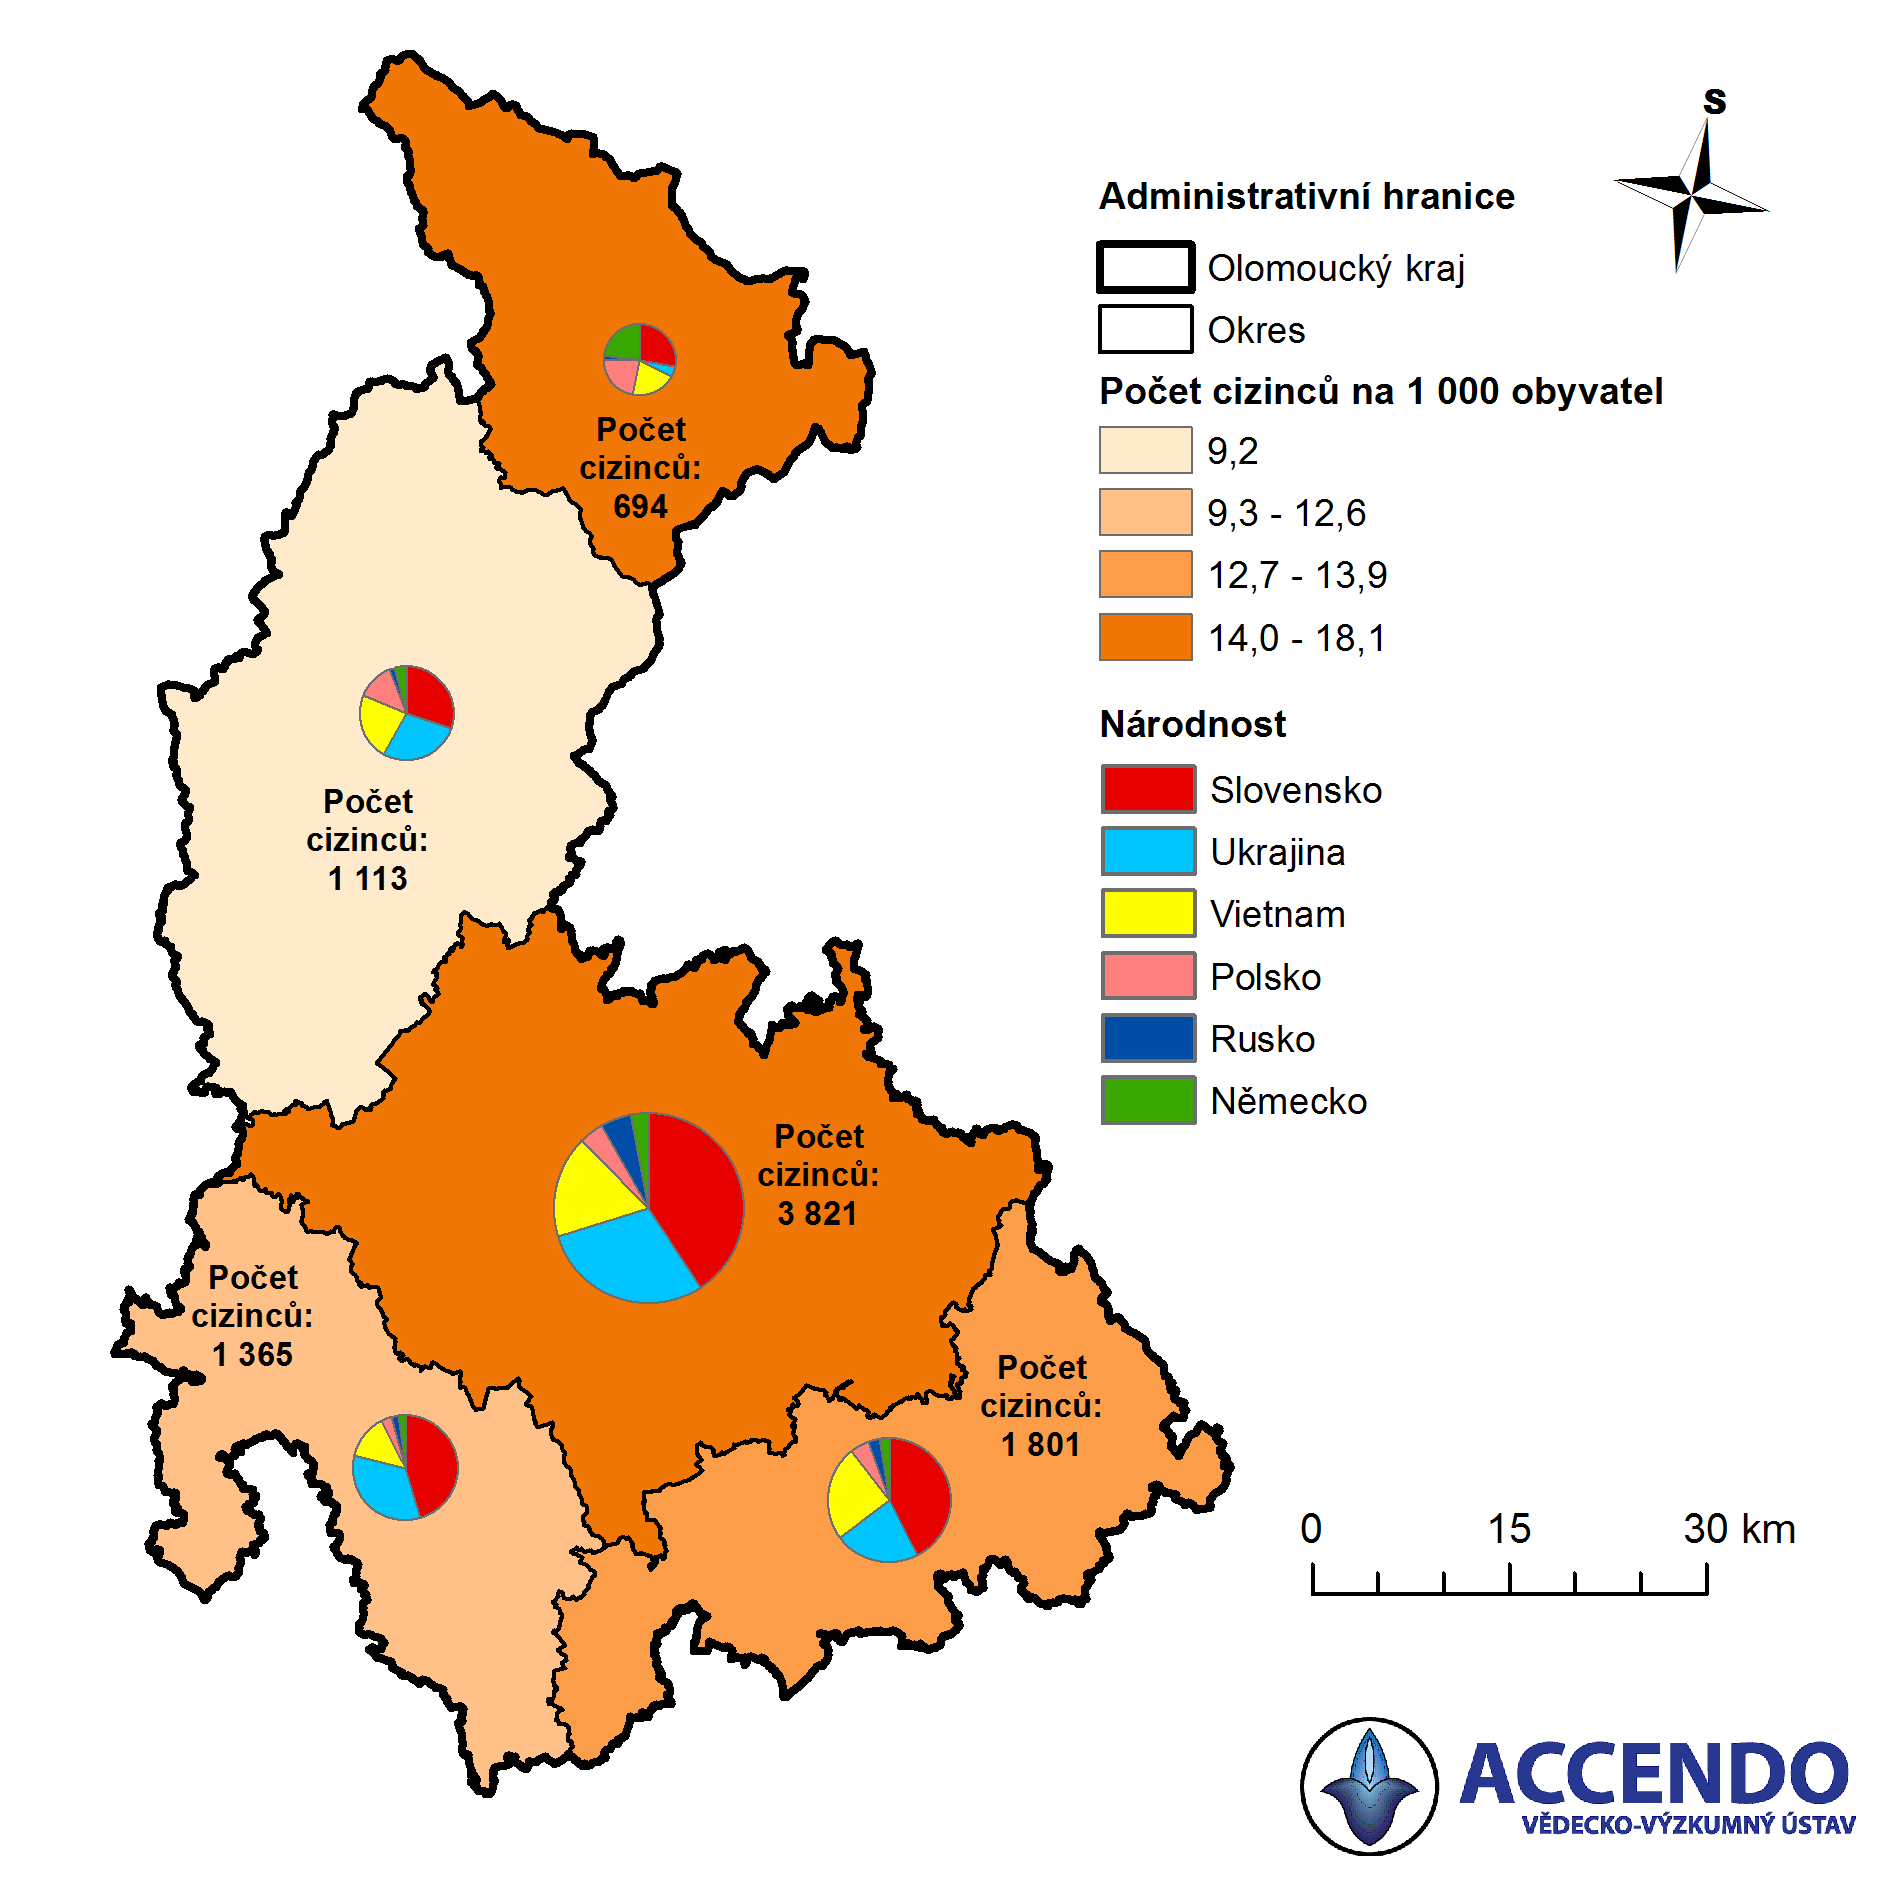 S
Administrativní hranice
Olomoucký kraj
Okres
Počet cizinců na 1 000 obyvatel
9,2
9,3 - 12,6
12,7 - 13,9
14,0 - 18,1
Národnost
Slovensko
Ukrajina
Vietnam
Polsko
Rusko
Německo
Počet
cizinců:
694
Počet
cizinců:
1 113
Počet
cizinců:
3 821
Počet
cizinců:
1 365
Počet
cizinců:
1 801
0 15 30 km
ACCENDO
VĚDECKO-VÝZKUMNÝ ÚSTAV